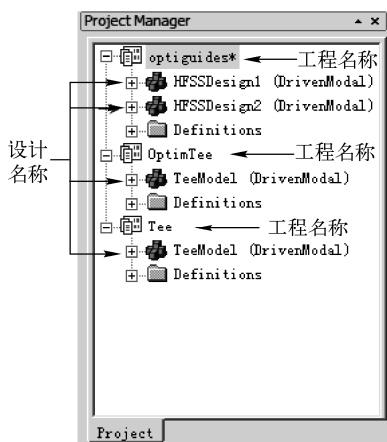 Project Manager
optiguides* 工程名称
HFSSDesign1 (DrivenModal)
HFSSDesign2 (DrivenModal)
Definitions
设计名称
OptimTee 工程名称
TeeModel (DrivenModal)
Definitions
Tee 工程名称
TeeModel (DrivenModal)
Definitions
Project